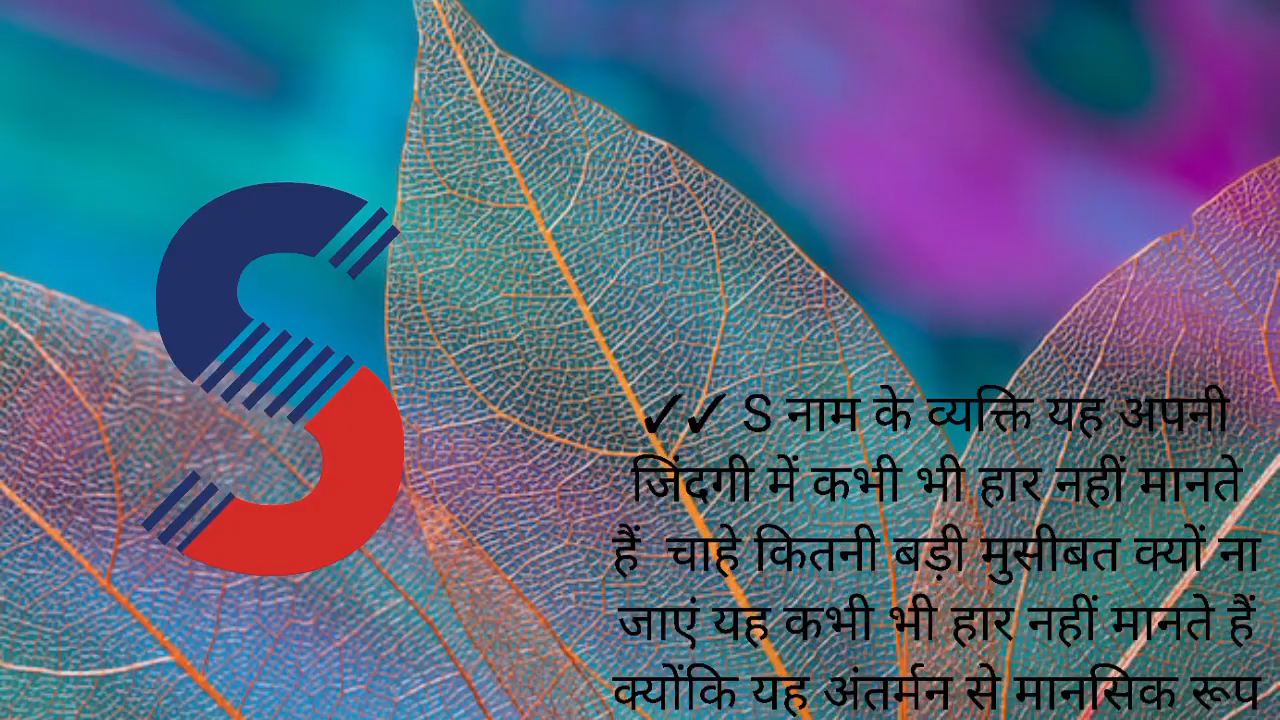 S
✓✓ S नाम के व्यक्ति यह अपनी
जिंदगी में कभी भी हार नहीं मानते
हैं चाहे कितनी बड़ी मुसीबत क्यों ना
जाएं यह कभी भी हार नहीं मानते हैं
क्योंकि यह अंतर्मन से मानसिक रूप